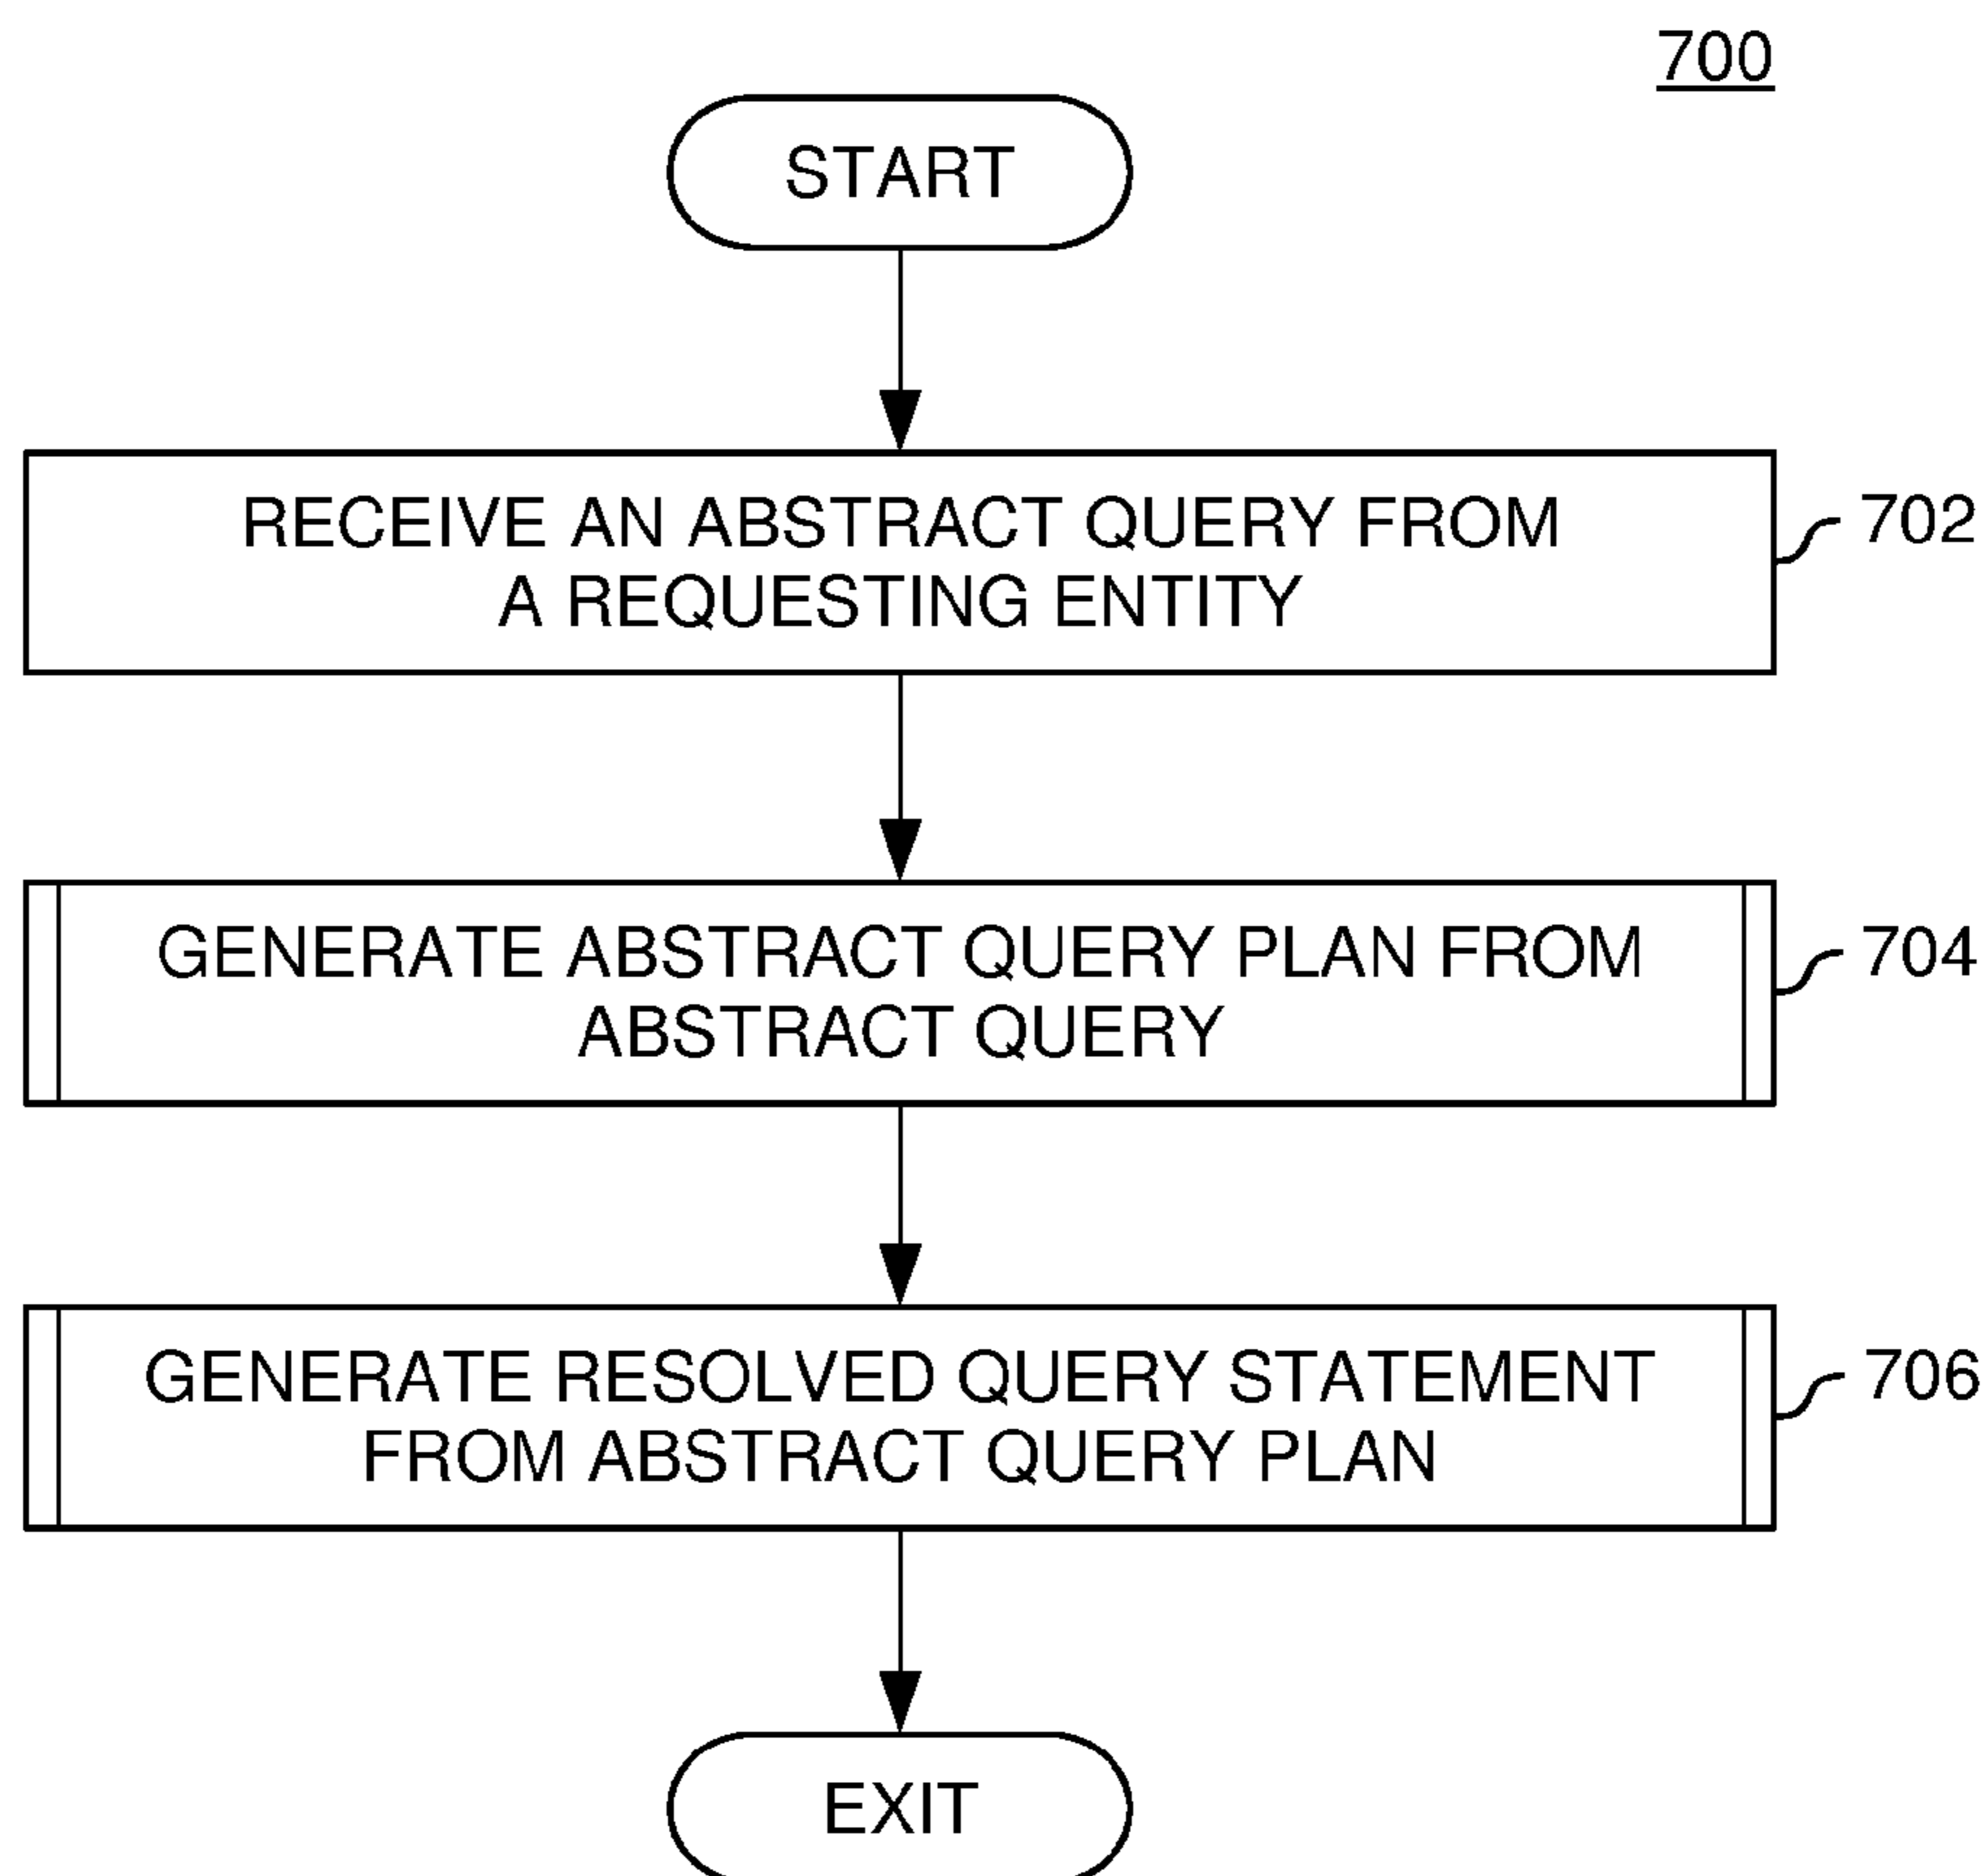 700
START
RECEIVE AN ABSTRACT QUERY FROM
A REQUESTING ENTITY
702
GENERATE ABSTRACT QUERY PLAN FROM
ABSTRACT QUERY
704
GENERATE RESOLVED QUERY STATEMENT
FROM ABSTRACT QUERY PLAN
706
EXIT